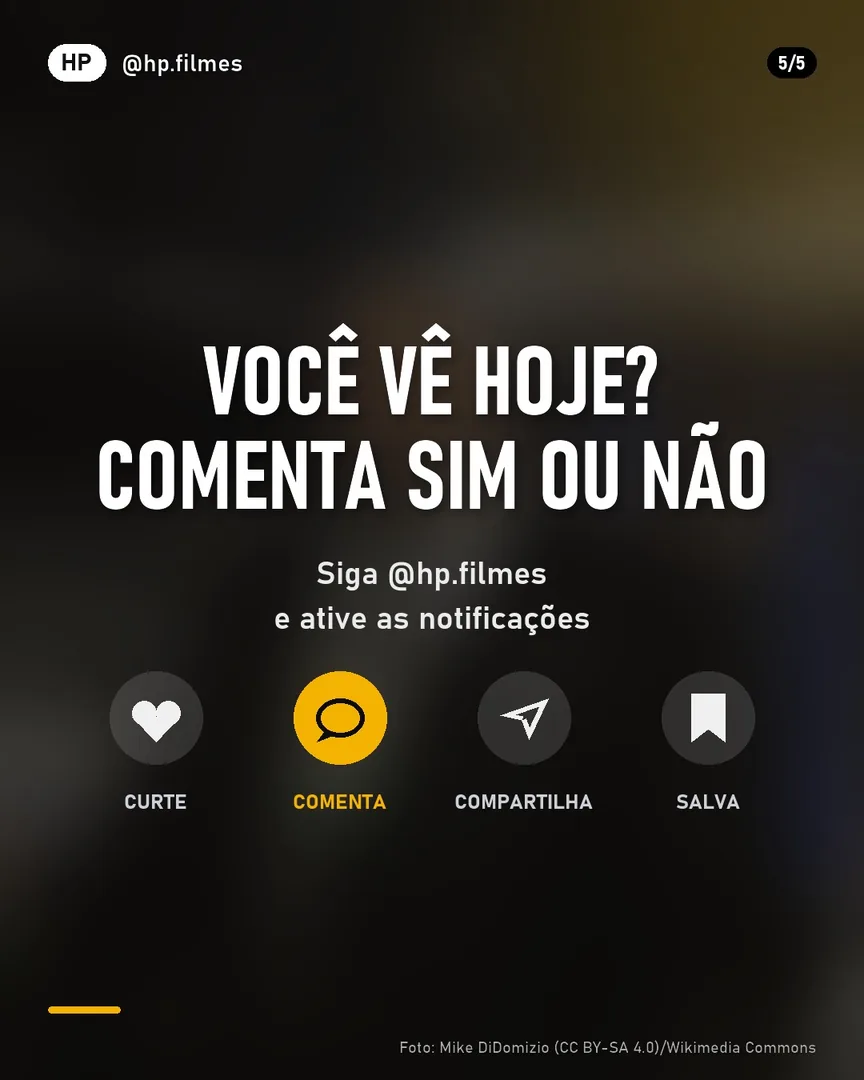 HP @hp.filmes 5/5
VOCÊ VÊ HOJE?
COMENTA SIM OU NÃO
Siga @hp.filmes
e ative as notificações
CURTE COMENTA COMPARTILHA SALVA
Foto: Mike DiDomizio (CC BY-SA 4.0)/Wikimedia Commons